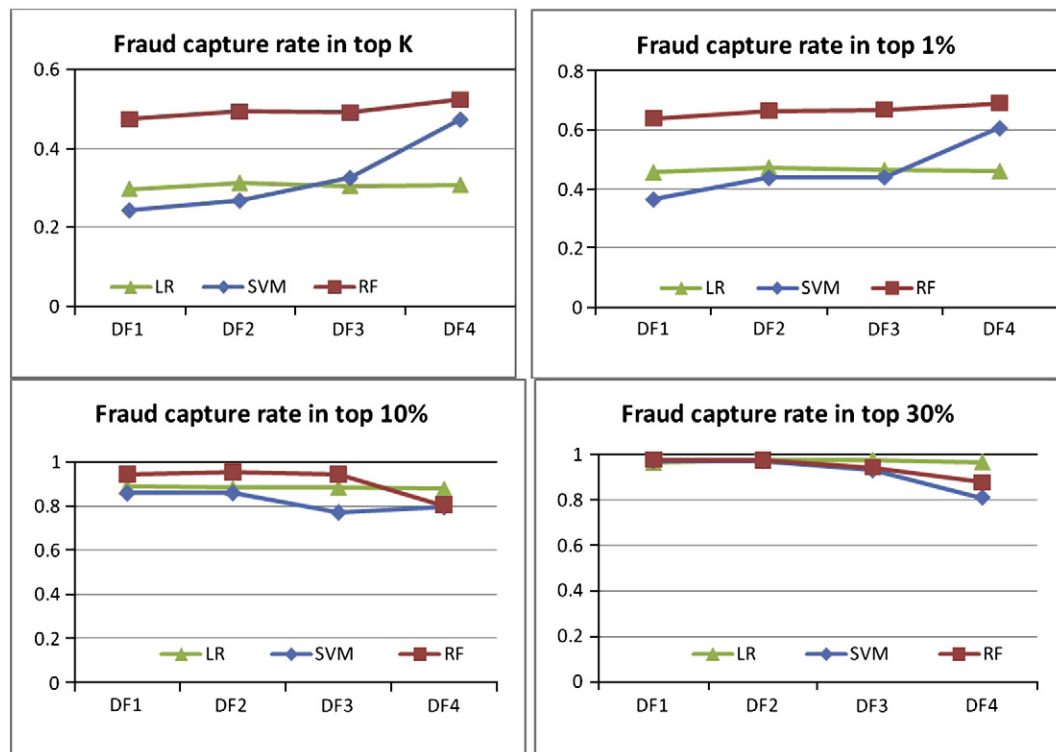 Fraud capture rate in top K
0.6
0.4
0.2
0
LR SVM RF
DF1 DF2 DF3 DF4
Fraud capture rate in top 1%
0.8
0.6
0.4
0.2
0
LR SVM RF
DF1 DF2 DF3 DF4
Fraud capture rate in top 10%
1
0.8
0.6
0.4
0.2
0
LR SVM RF
DF1 DF2 DF3 DF4
Fraud capture rate in top 30%
1
0.8
0.6
0.4
0.2
0
LR SVM RF
DF1 DF2 DF3 DF4